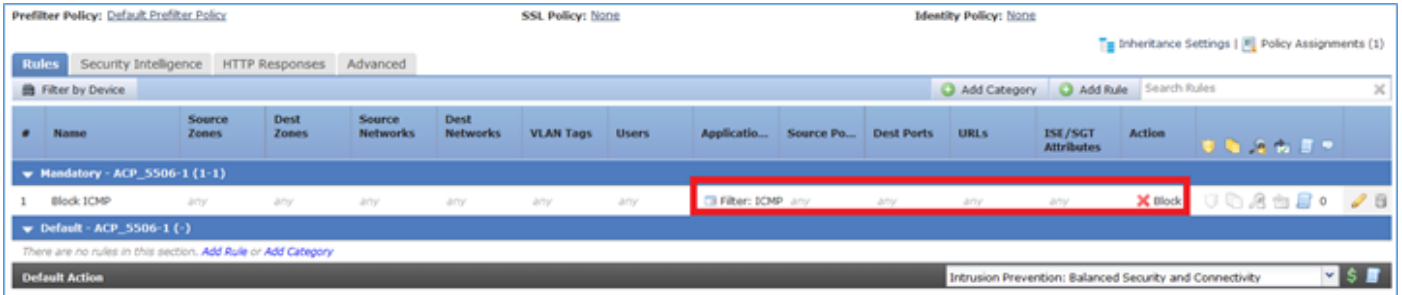 Prefilter Policy: Default Prefilter Policy SSL Policy: None Identity Policy: None
Inheritance Settings | Policy Assignments (1)
Rules Security Intelligence HTTP Responses Advanced
Filter by Device Add Category Add Rule Search Rules
# Name Source Zones Dest Zones Source Networks Dest Networks VLAN Tags Users Applicatio... Source Po... Dest Ports URLs ISE/SGT Attributes Action
Mandatory - ACP_5506-1 (1-1)
1 Block ICMP any any any any any any Filter: ICMP any any any any Block 0
Default - ACP_5506-1 (-)
There are no rules in this section. Add Rule or Add Category
Default Action Intrusion Prevention: Balanced Security and Connectivity